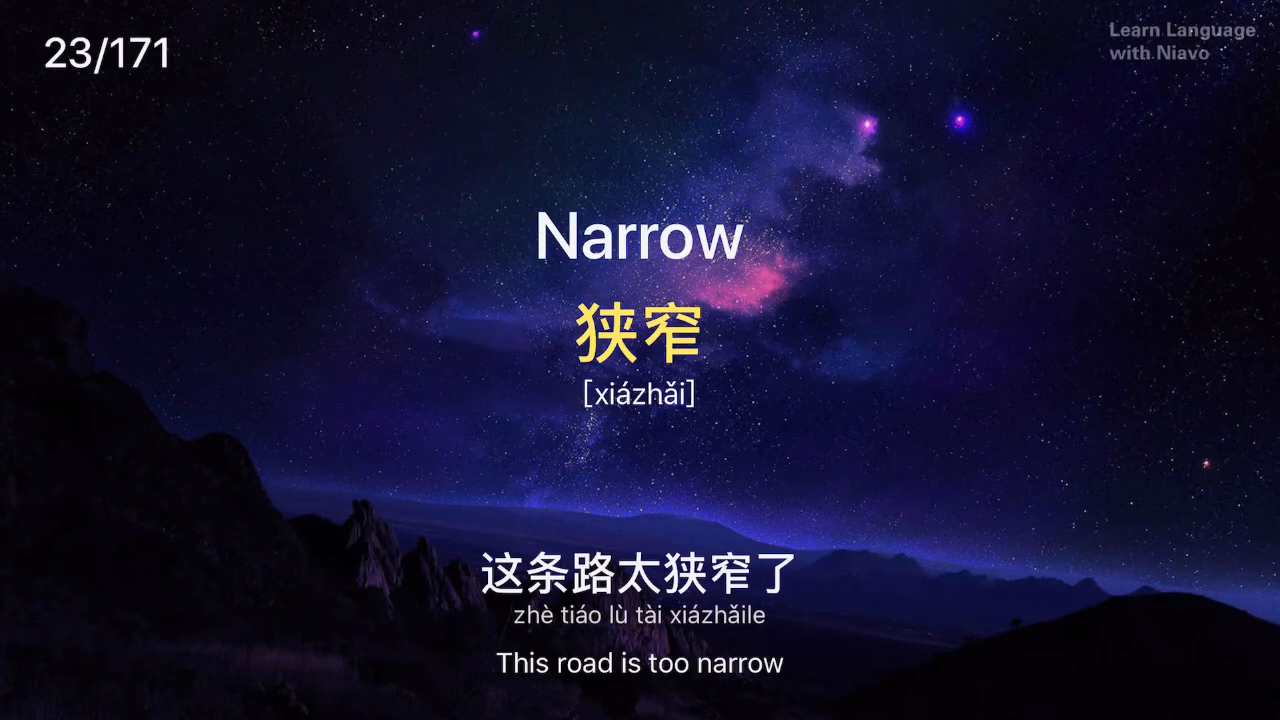 23/171
Learn Language
with Niavo
Narrow
狭窄
[xiázhǎi]
这条路太狭窄了
zhè tiáo lù tài xiázhǎile
This road is too narrow